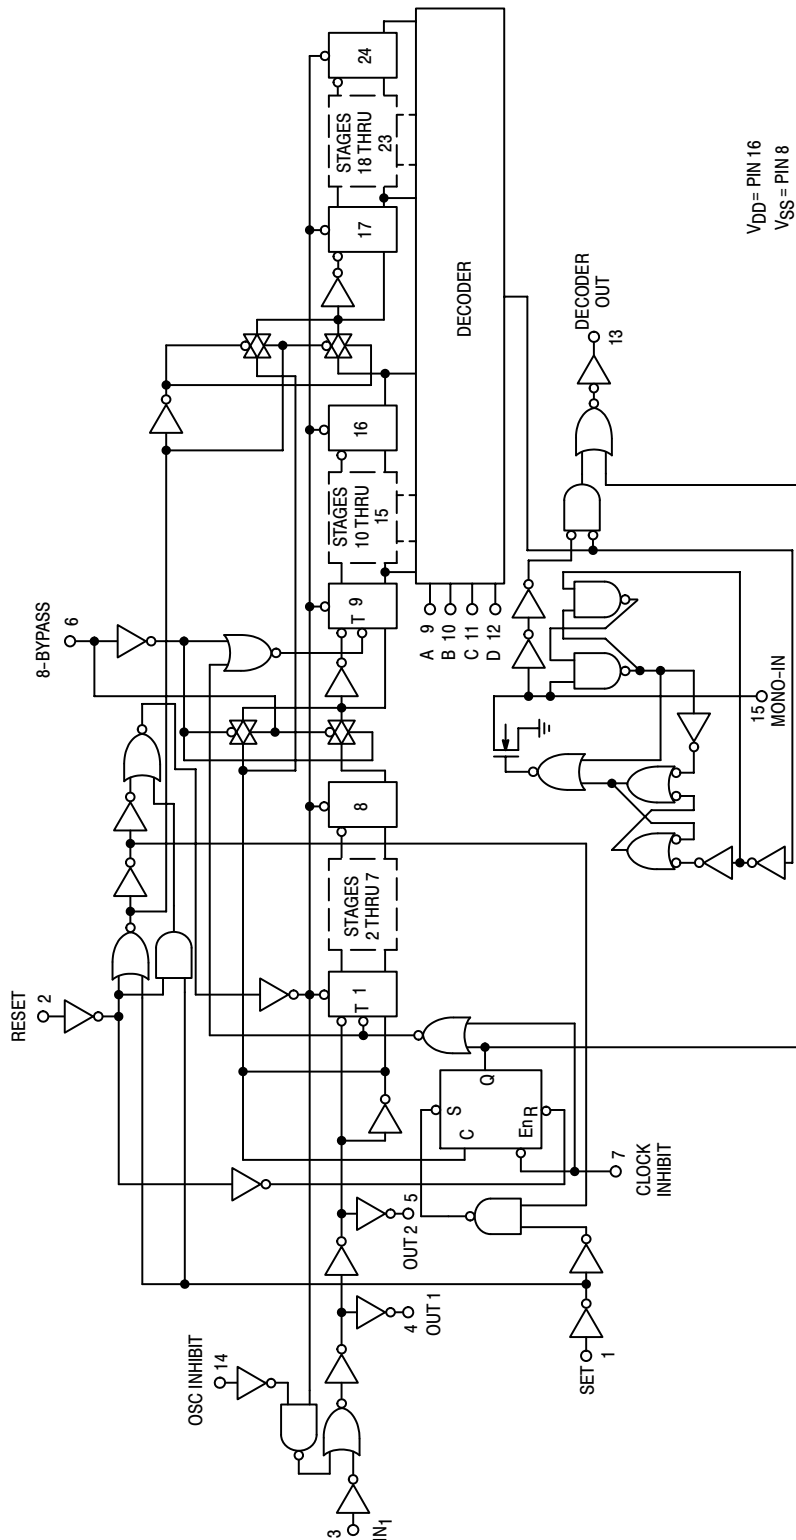 RESET
2
8-BYPASS
6
OSC INHIBIT
14
3
IN1
4
OUT 1
OUT 2
5
T 1
STAGES
2 THRU 7
8
T 9
STAGES
10 THRU
15
16
17
STAGES
18 THRU
23
24
DECODER
A 9
B 10
C 11
D 12
C
S
Q
En
R
SET
1
7
CLOCK
INHIBIT
15
MONO-IN
DECODER
OUT
13
VDD = PIN 16
VSS = PIN 8